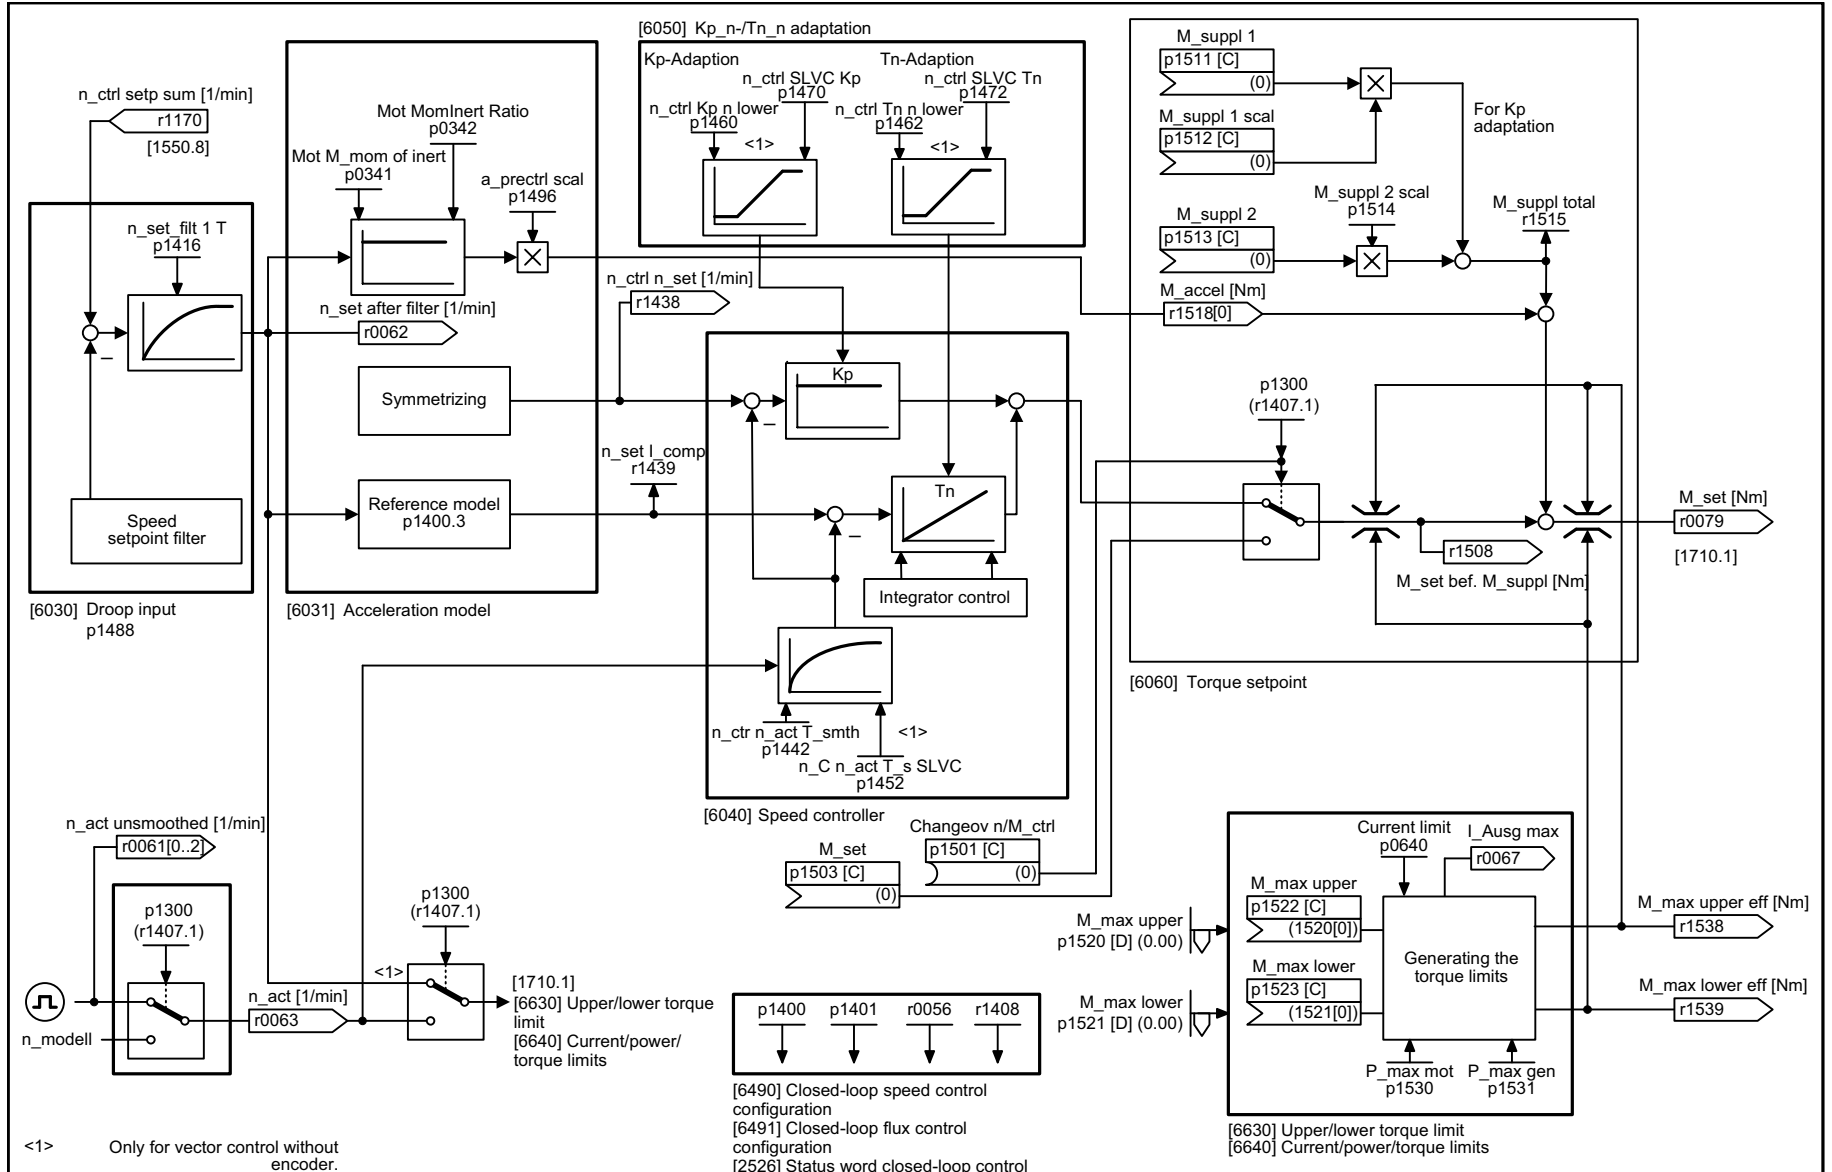 [6050] Kp_n-/Tn_n adaptation
Kp-Adaption
Tn-Adaption
n_ctrl SLVC Kp
p1470
n_ctrl SLVC Tn
p1472
n_ctrl Kp n lower
p1460
n_ctrl Tn n lower
p1462
<1>
<1>
n_ctrl setp sum [1/min]
r1170
[1550.8]
n_set_filt 1 T
p1416
Speed
setpoint filter
[6030] Droop input
p1488
Mot MomInert Ratio
p0342
Mot M_mom of inert
p0341
a_prectrl scal
p1496
n_set after filter [1/min]
r0062
Symmetrizing
Reference model
p1400.3
[6031] Acceleration model
n_ctrl n_set [1/min]
r1438
n_set I_comp
r1439
Kp
Tn
Integrator control
n_ctr n_act T_smth
p1442
<1>
n_C n_act T_s SLVC
p1452
[6040] Speed controller
M_suppl 1
p1511 [C]
(0)
M_suppl 1 scal
p1512 [C]
(0)
For Kp
adaptation
M_suppl 2 scal
p1514
M_suppl 2
p1513 [C]
(0)
M_suppl total
r1515
M_accel [Nm]
r1518[0]
p1300
(r1407.1)
r1508
M_set bef. M_suppl [Nm]
M_set [Nm]
r0079
[1710.1]
[6060] Torque setpoint
n_act unsmoothed [1/min]
r0061[0..2]
p1300
(r1407.1)
n_modell
n_act [1/min]
r0063
p1300
(r1407.1)
<1>
[1710.1]
[6630] Upper/lower torque
limit
[6640] Current/power/
torque limits
M_set
p1503 [C]
(0)
Changeov n/M_ctrl
p1501 [C]
(0)
p1400
p1401
r0056
r1408
[6490] Closed-loop speed control
configuration
[6491] Closed-loop flux control
configuration
[2526] Status word closed-loop control
M_max upper
p1520 [D] (0.00)
M_max lower
p1521 [D] (0.00)
M_max upper
p1522 [C]
(1520[0])
M_max lower
p1523 [C]
(1521[0])
Current limit
p0640
I_Ausg max
r0067
Generating the
torque limits
P_max mot
p1530
P_max gen
p1531
M_max upper eff [Nm]
r1538
M_max lower eff [Nm]
r1539
[6630] Upper/lower torque limit
[6640] Current/power/torque limits
<1> Only for vector control without
encoder.